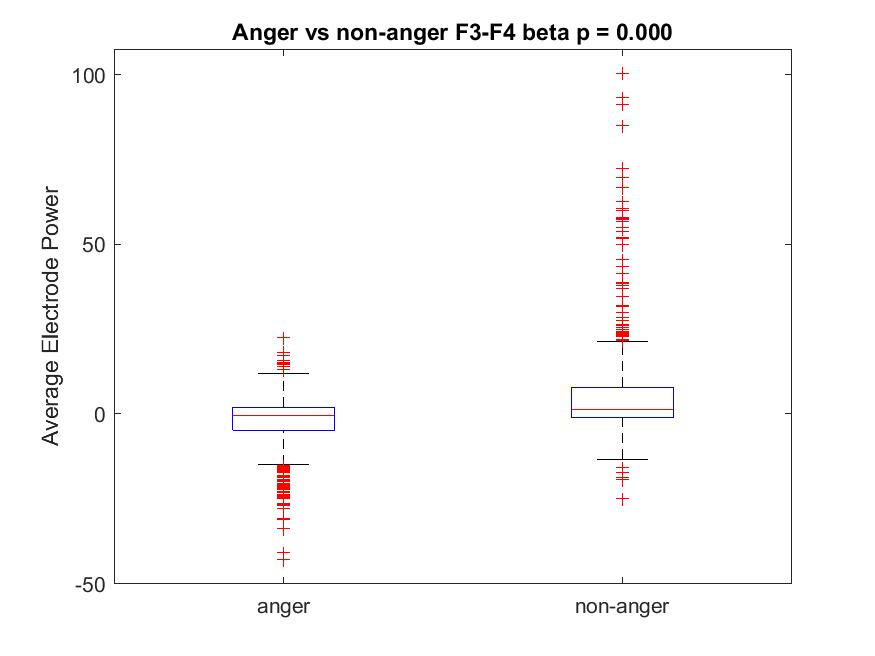 Anger vs non-anger F3-F4 beta p = 0.000
Average Electrode Power
100
50
0
-50
anger
non-anger